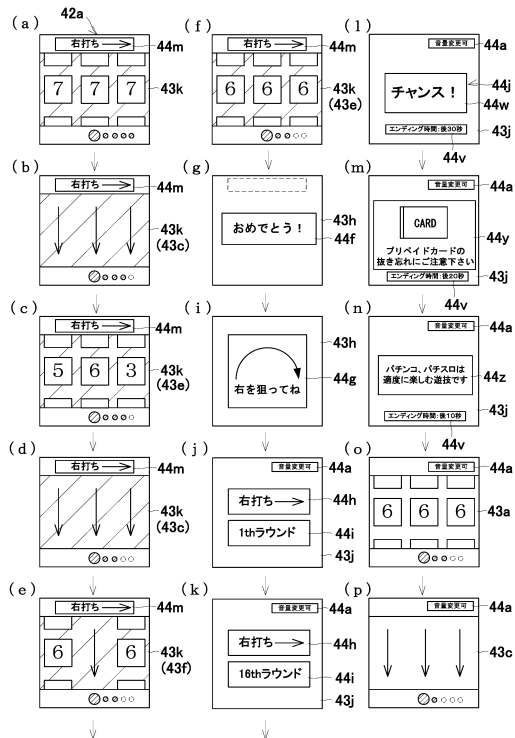 42a
(a)
右打ち
44m
7 7 7
43k
(b)
右打ち
44m
43k
(43c)
(c)
右打ち
44m
5 6 3
43k
(43e)
(d)
右打ち
44m
43k
(43c)
(e)
右打ち
44m
6 6
43k
(43f)
(f)
右打ち
44m
6 6 6
43k
(43e)
(g)
おめでとう！
43h
44f
(i)
右を狙ってね
43h
44g
(j)
音量変更可
44a
右打ち
44h
1thラウンド
44i
43j
(k)
音量変更可
44a
右打ち
44h
16thラウンド
44i
43j
(l)
音量変更可
44a
チャンス！
44j
44w
エンディング時間:後30秒
43j
44v
(m)
音量変更可
44a
CARD
プリペイドカードの
抜き忘れにご注意下さい
44y
エンディング時間:後20秒
43j
44v
(n)
音量変更可
44a
パチンコ、パチスロは
適度に楽しむ遊技です
44z
エンディング時間:後10秒
43j
44v
(o)
音量変更可
44a
6 6 6
43a
(p)
音量変更可
44a
43c